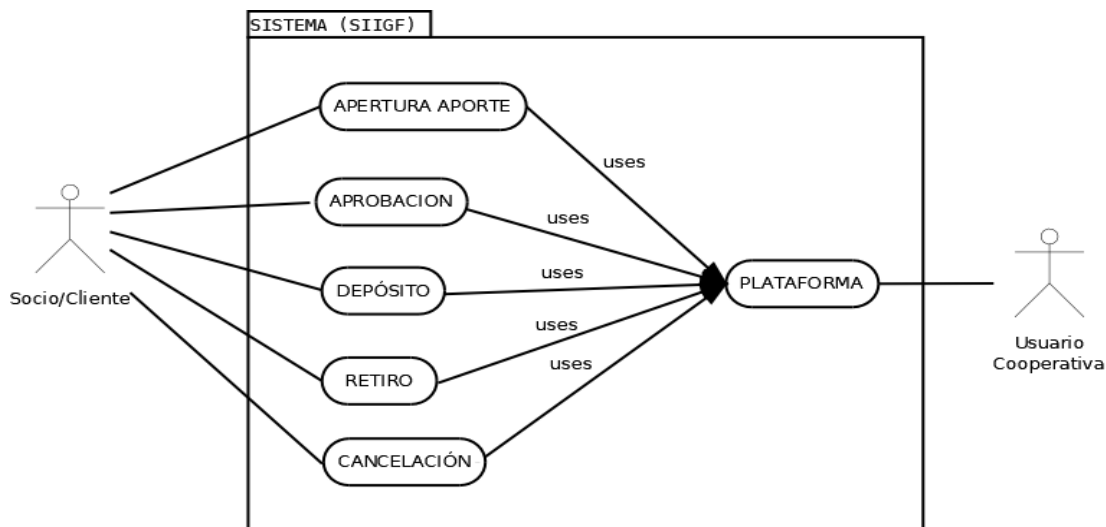 SISTEMA (SIIGF)
APERTURA APORTE
uses
APROBACION
uses
Socio/Cliente
DEPÓSITO
uses
PLATAFORMA
Usuario
Cooperativa
uses
RETIRO
uses
CANCELACIÓN